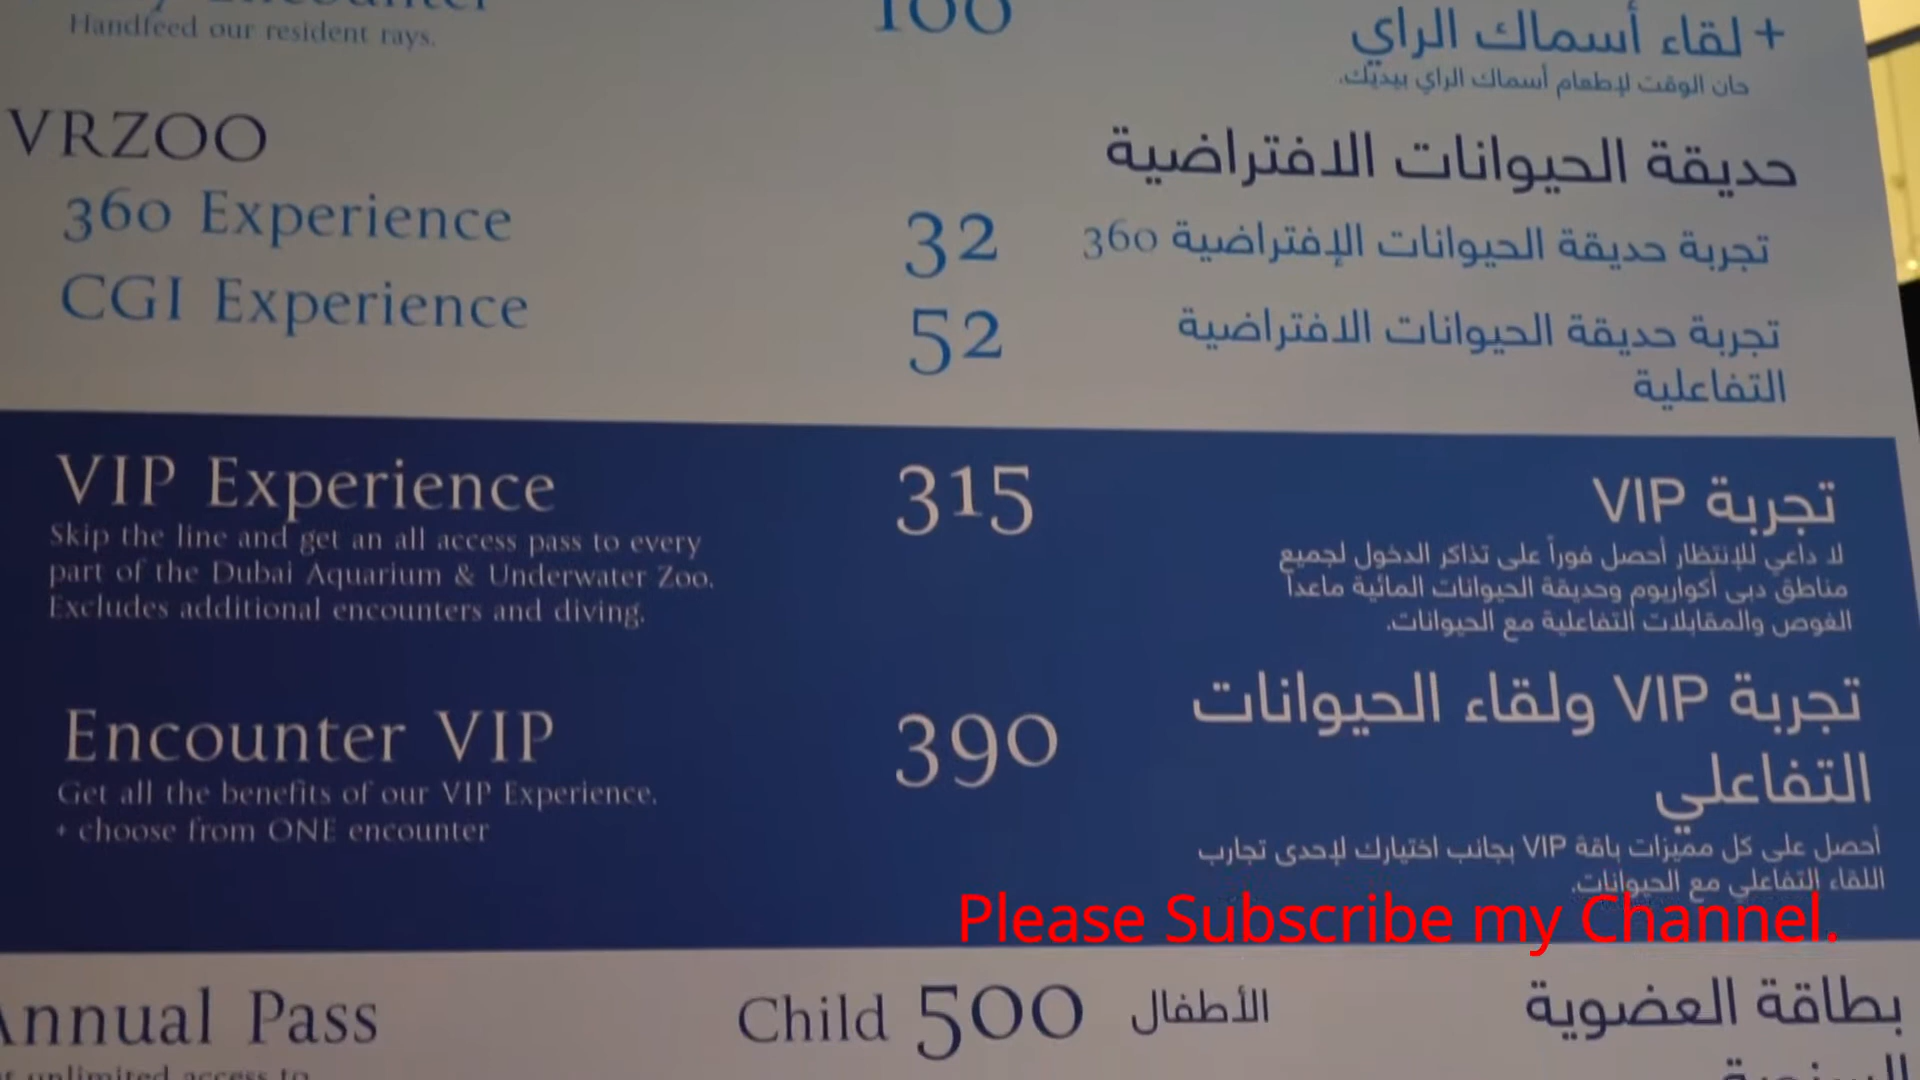 Handfeed our resident rays.
100
+ لقاء أسماك الراي
حان الوقت لإطعام أسماك الراي بيديك.
VRZOO
حديقة الحيوانات الافتراضية
360 Experience
32
تجربة حديقة الحيوانات الإفتراضية 360
CGI Experience
52
تجربة حديقة الحيوانات الافتراضية
التفاعلية
VIP Experience
315
تجربة VIP
Skip the line and get an all access pass to every
part of the Dubai Aquarium & Underwater Zoo.
Excludes additional encounters and diving.
لا داعي للإنتظار أحصل فوراً على تذاكر الدخول لجميع
مناطق دبي أكواريوم وحديقة الحيوانات المائية ماعدا
الغوص والمقابلات التفاعلية مع الحيوانات.
Encounter VIP
390
تجربة VIP ولقاء الحيوانات
التفاعلي
Get all the benefits of our VIP Experience.
+ choose from ONE encounter
أحصل على كل مميزات باقة VIP بجانب اختيارك لإحدى تجارب
اللقاء التفاعلي مع الحيوانات.
Please Subscribe my Channel.
Annual Pass
Child 500 الأطفال
بطاقة العضوية
unlimited access to
السنوية